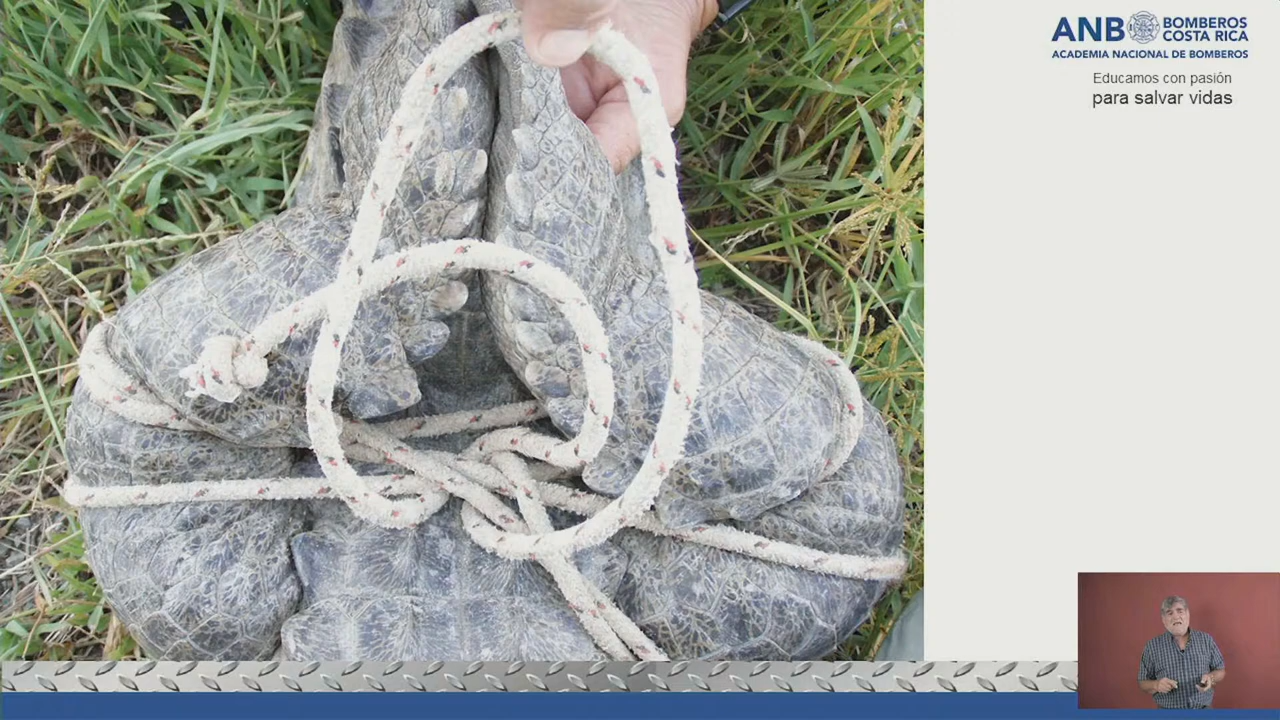 ANB BOMBEROS
COSTA RICA
ACADEMIA NACIONAL DE BOMBEROS
Educamos con pasión
para salvar vidas